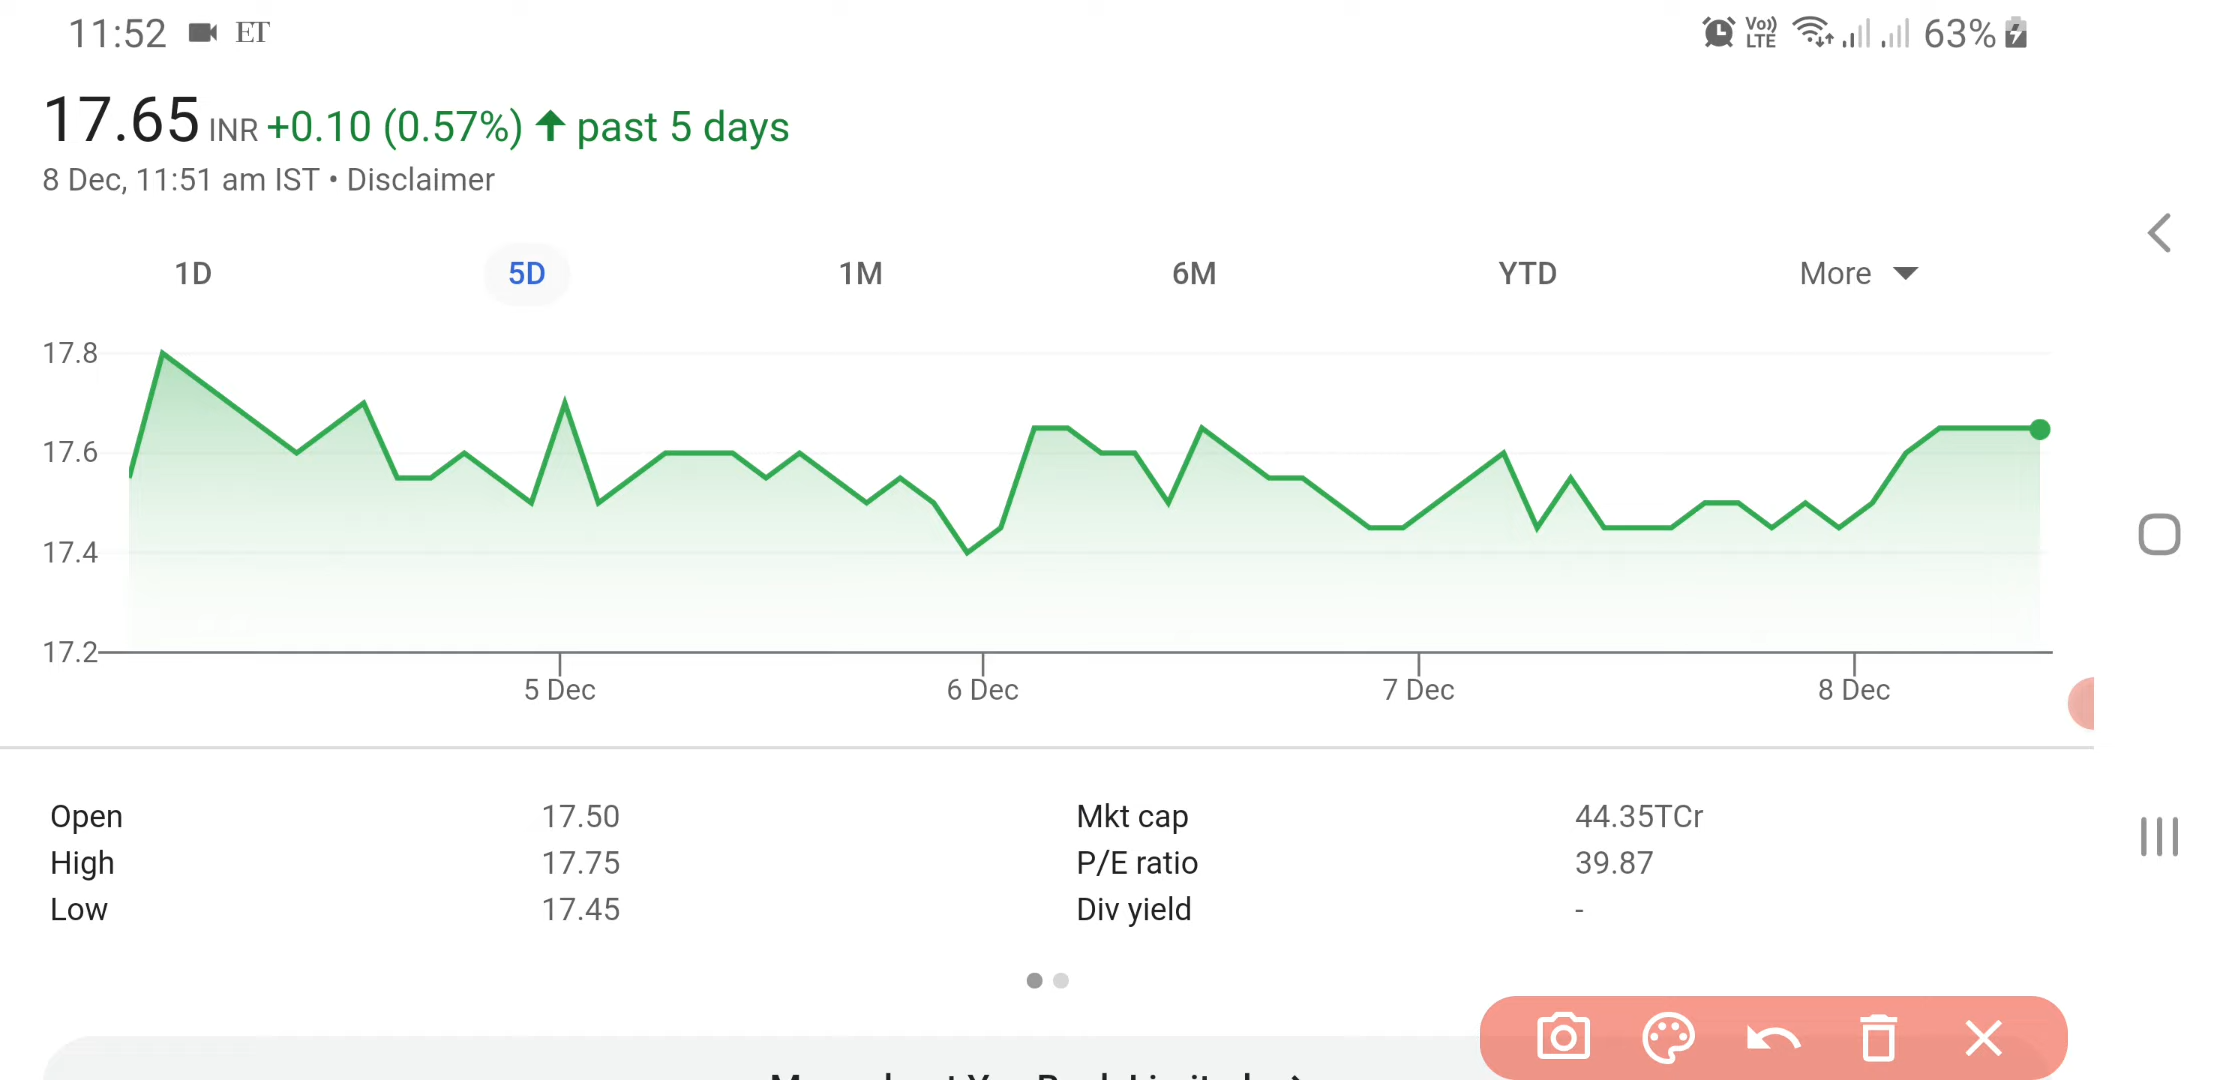 11:52 ET Vo)) LTE 63%
17.65 INR +0.10 (0.57%) past 5 days
8 Dec, 11:51 am IST • Disclaimer
1D 5D 1M 6M YTD More
17.8
17.6
17.4
17.2
5 Dec 6 Dec 7 Dec 8 Dec
Open 17.50 Mkt cap 44.35TCr
High 17.75 P/E ratio 39.87
Low 17.45 Div yield -